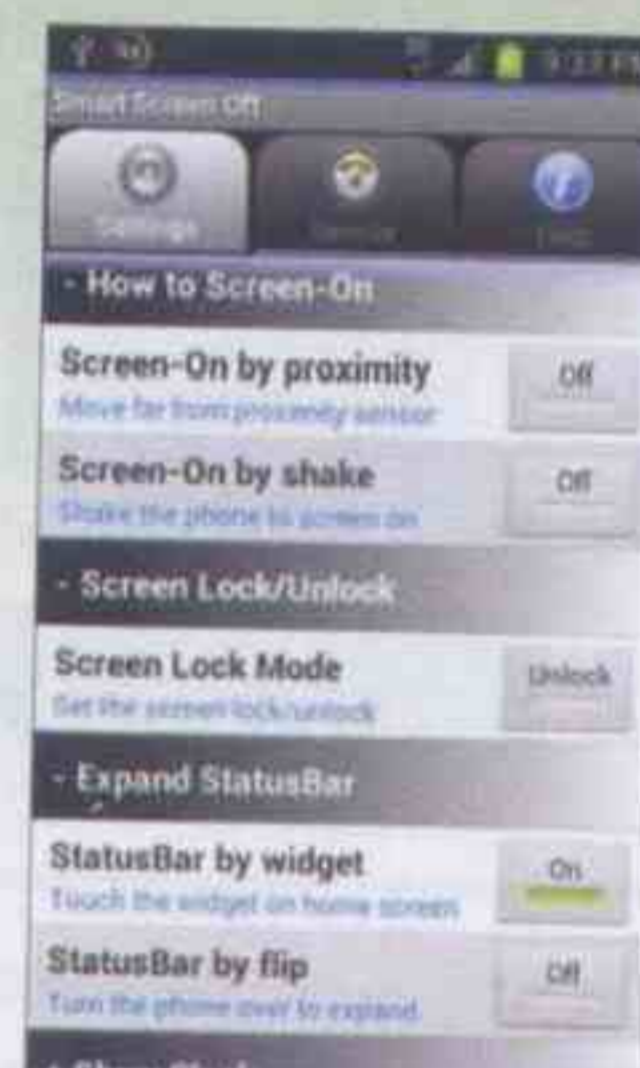 Smart Screen Off
Settings
- How to Screen-On
Screen-On by proximity
Off
Move far from proximity sensor
Screen-On by shake
Off
Shake the phone to screen on
- Screen Lock/Unlock
Screen Lock Mode
Unlock
Set the screen lock/unlock
- Expand StatusBar
StatusBar by widget
On
Touch the widget on home screen
StatusBar by flip
Off
Turn the phone over to expand